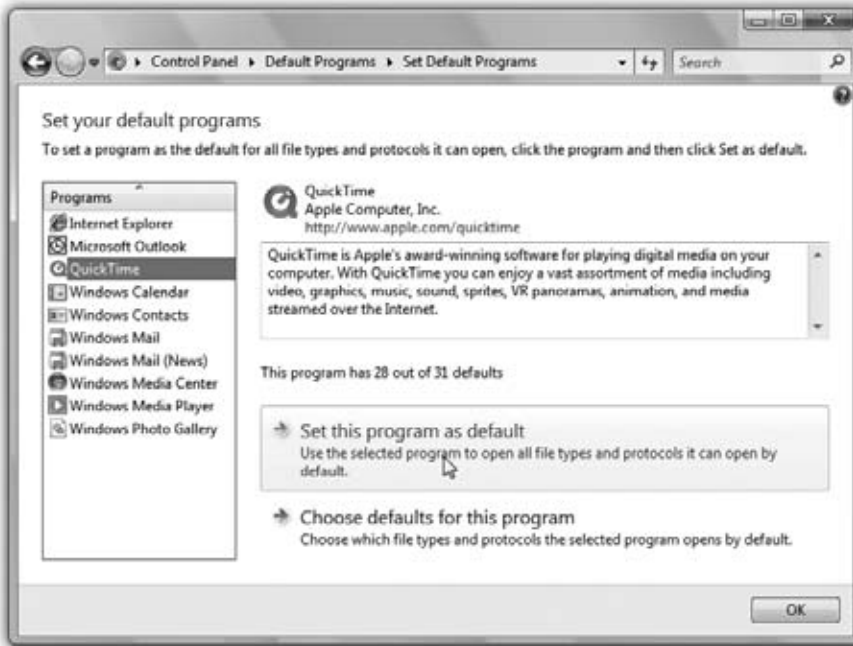 Control Panel ▸ Default Programs ▸ Set Default Programs
Search
Set your default programs
To set a program as the default for all file types and protocols it can open, click the program and then click Set as default.
Programs
Internet Explorer
Microsoft Outlook
QuickTime
Windows Calendar
Windows Contacts
Windows Mail
Windows Mail (News)
Windows Media Center
Windows Media Player
Windows Photo Gallery
QuickTime
Apple Computer, Inc.
http://www.apple.com/quicktime
QuickTime is Apple's award-winning software for playing digital media on your
computer. With QuickTime you can enjoy a vast assortment of media including
video, graphics, music, sound, sprites, VR panoramas, animation, and media
streamed over the Internet.
This program has 28 out of 31 defaults
Set this program as default
Use the selected program to open all file types and protocols it can open by
default.
Choose defaults for this program
Choose which file types and protocols the selected program opens by default.
OK